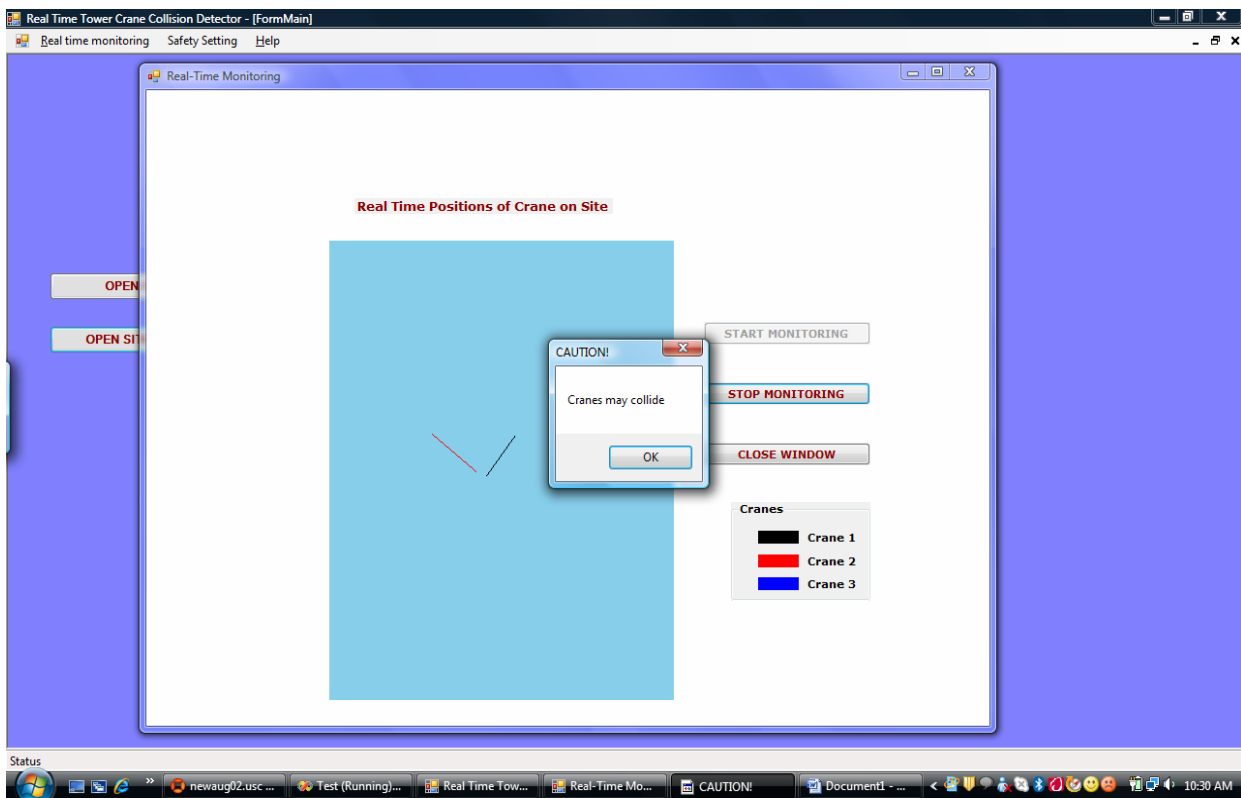 Real Time Tower Crane Collision Detector - [FormMain]
Real time monitoring Safety Setting Help
Real-Time Monitoring
Real Time Positions of Crane on Site
OPEN
OPEN SIT
START MONITORING
CAUTION!
Cranes may collide
STOP MONITORING
OK
CLOSE WINDOW
Cranes
Crane 1
Crane 2
Crane 3
Status
newaug02.usc ... Test (Running)... Real Time Tow... Real-Time Mo... CAUTION! Document1 - ... 10:30 AM